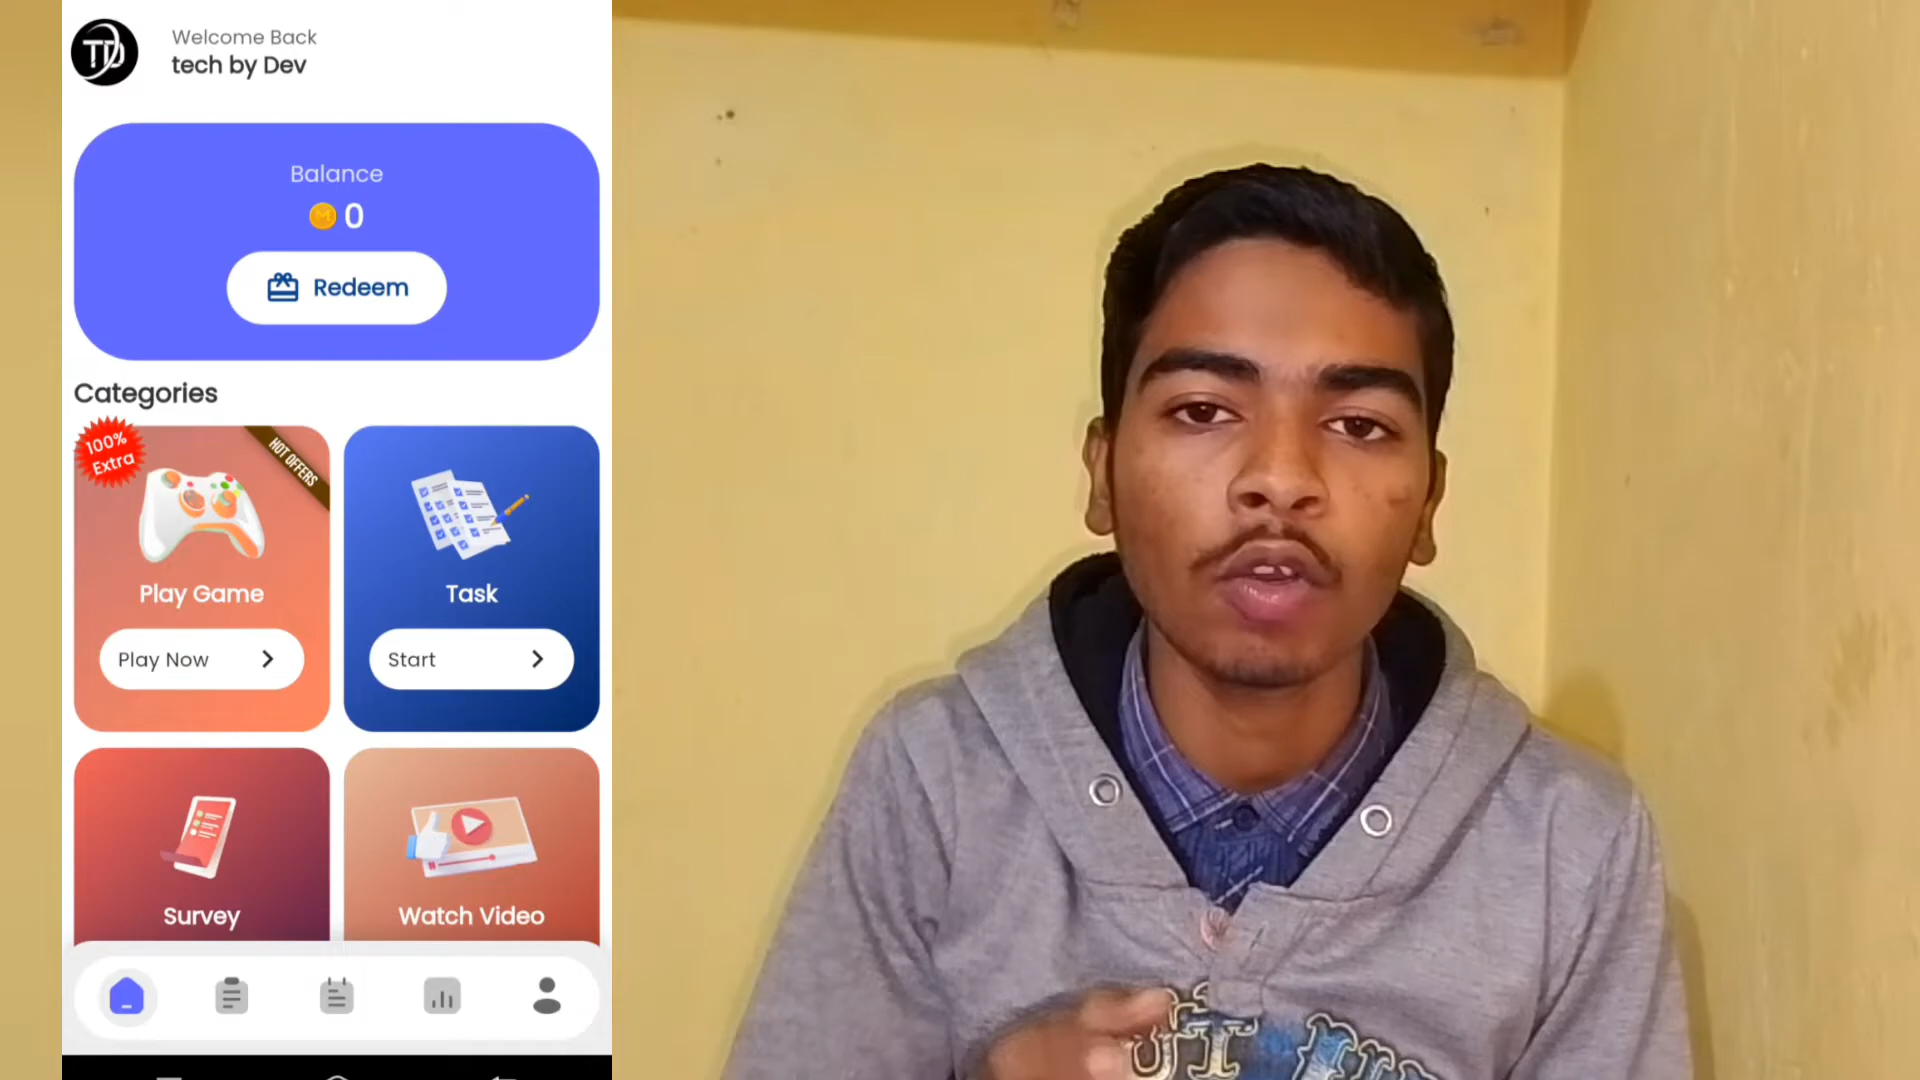 TD
Welcome Back
tech by Dev
Balance
0
Redeem
Categories
100%
Extra
HOT OFFERS
Play Game
Play Now
Task
Start
Survey
Watch Video